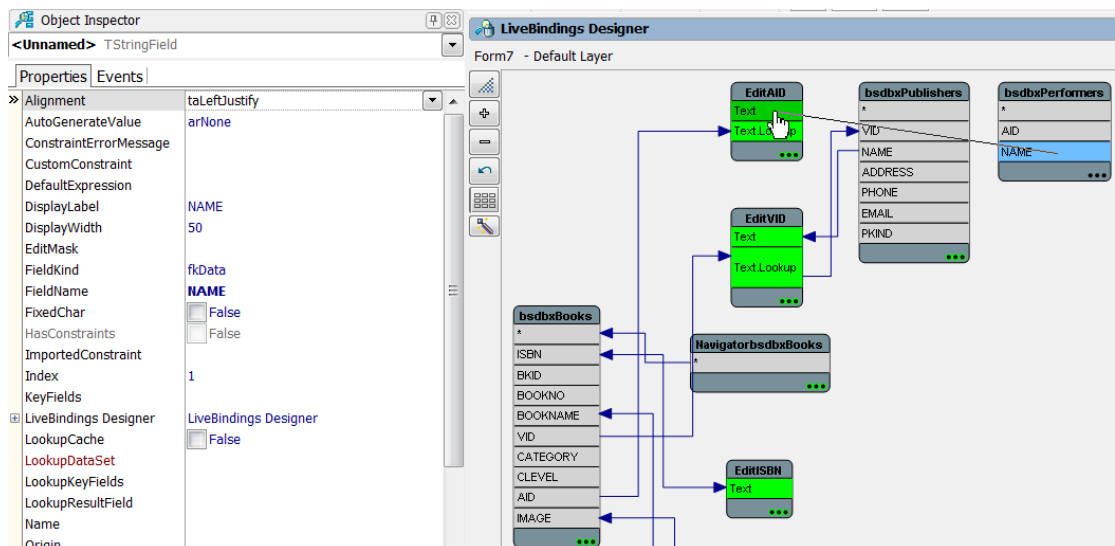 Object Inspector
<Unnamed> TStringField
Properties Events
Alignment taLeftJustify
AutoGenerateValue arNone
ConstraintErrorMessage
CustomConstraint
DefaultExpression
DisplayLabel NAME
DisplayWidth 50
EditMask
FieldKind fkData
FieldName NAME
FixedChar False
HasConstraints False
ImportedConstraint
Index 1
KeyFields
LiveBindings Designer LiveBindings Designer
LookupCache False
LookupDataSet
LookupKeyFields
LookupResultField
Name
Origin
LiveBindings Designer
Form7 - Default Layer
EditAID
Text
bsdbxPublishers
*
VID
NAME
ADDRESS
PHONE
EMAIL
PKIND
bsdbxPerformers
*
AID
NAME
EditVID
Text
Text.Lookup
bsdbxBooks
*
ISBN
BKID
BOOKNO
BOOKNAME
VID
CATEGORY
CLEVEL
AID
IMAGE
NavigatorbsdbxBooks
*
EditISBN
Text